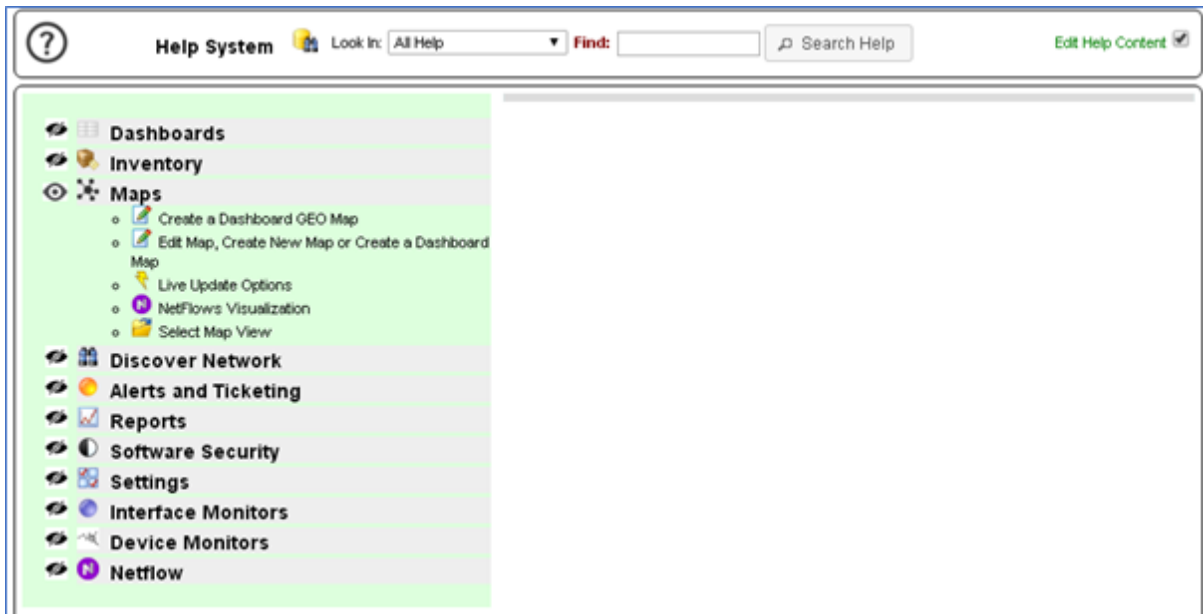 Help System Look In: All Help Find: Search Help Edit Help Content
Dashboards
Inventory
Maps
Create a Dashboard GEO Map
Edit Map, Create New Map or Create a Dashboard
Map
Live Update Options
NetFlows Visualization
Select Map View
Discover Network
Alerts and Ticketing
Reports
Software Security
Settings
Interface Monitors
Device Monitors
Netflow